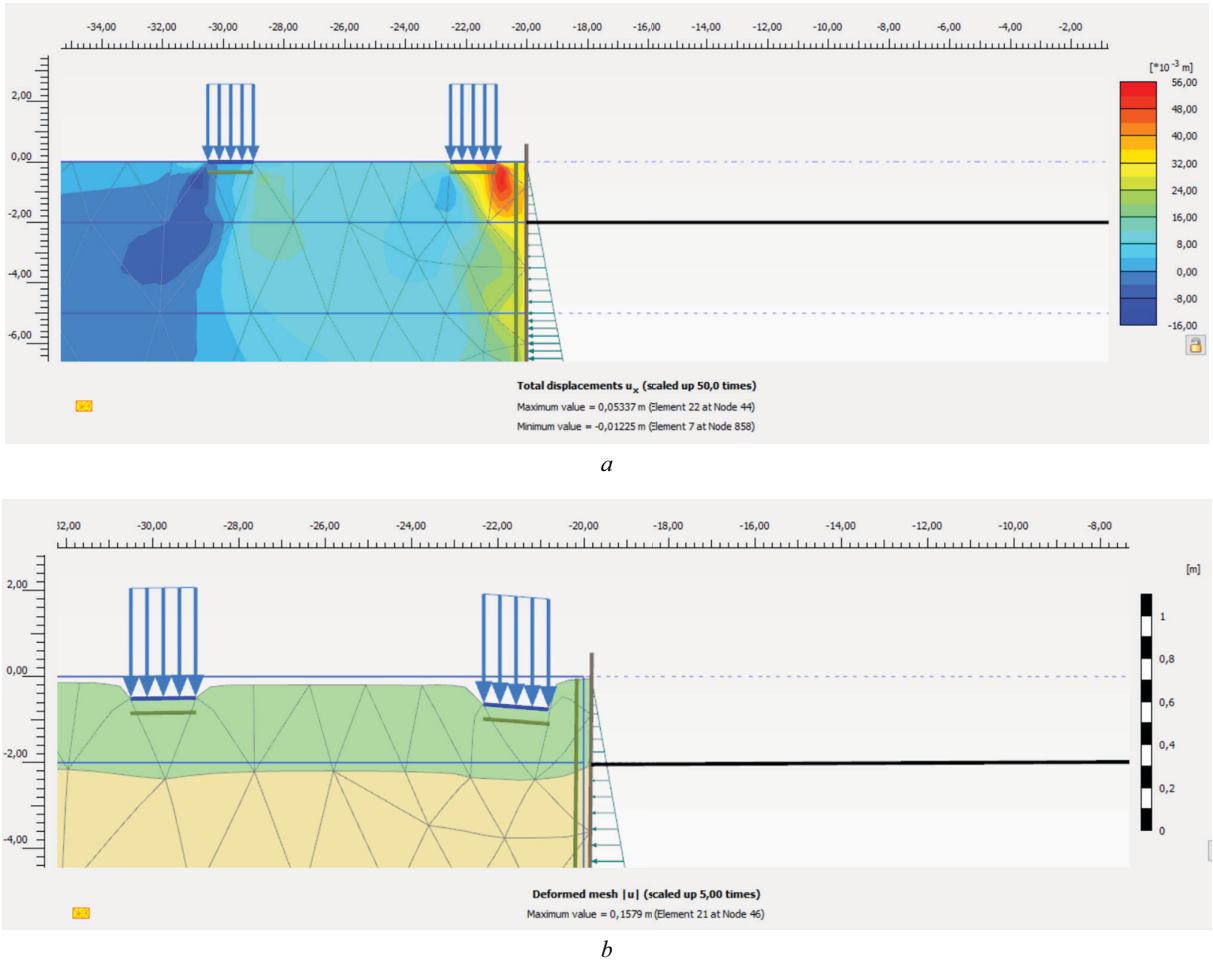 -34,00 -32,00 -30,00 -28,00 -26,00 -24,00 -22,00 -20,00 -18,00 -16,00 -14,00 -12,00 -10,00 -8,00 -6,00 -4,00 -2,00
[*10⁻³ m]
2,00
0,00
-2,00
-4,00
-6,00
56,00
48,00
40,00
32,00
24,00
16,00
8,00
0,00
-8,00
-16,00
Total displacements uₓ (scaled up 50,0 times)
Maximum value = 0,05337 m (Element 22 at Node 44)
Minimum value = -0,01225 m (Element 7 at Node 858)
a
32,00 -30,00 -28,00 -26,00 -24,00 -22,00 -20,00 -18,00 -16,00 -14,00 -12,00 -10,00 -8,00
[m]
2,00
0,00
-2,00
-4,00
1
0,8
0,6
0,4
0,2
0
Deformed mesh |u| (scaled up 5,00 times)
Maximum value = 0,1579 m (Element 21 at Node 46)
b